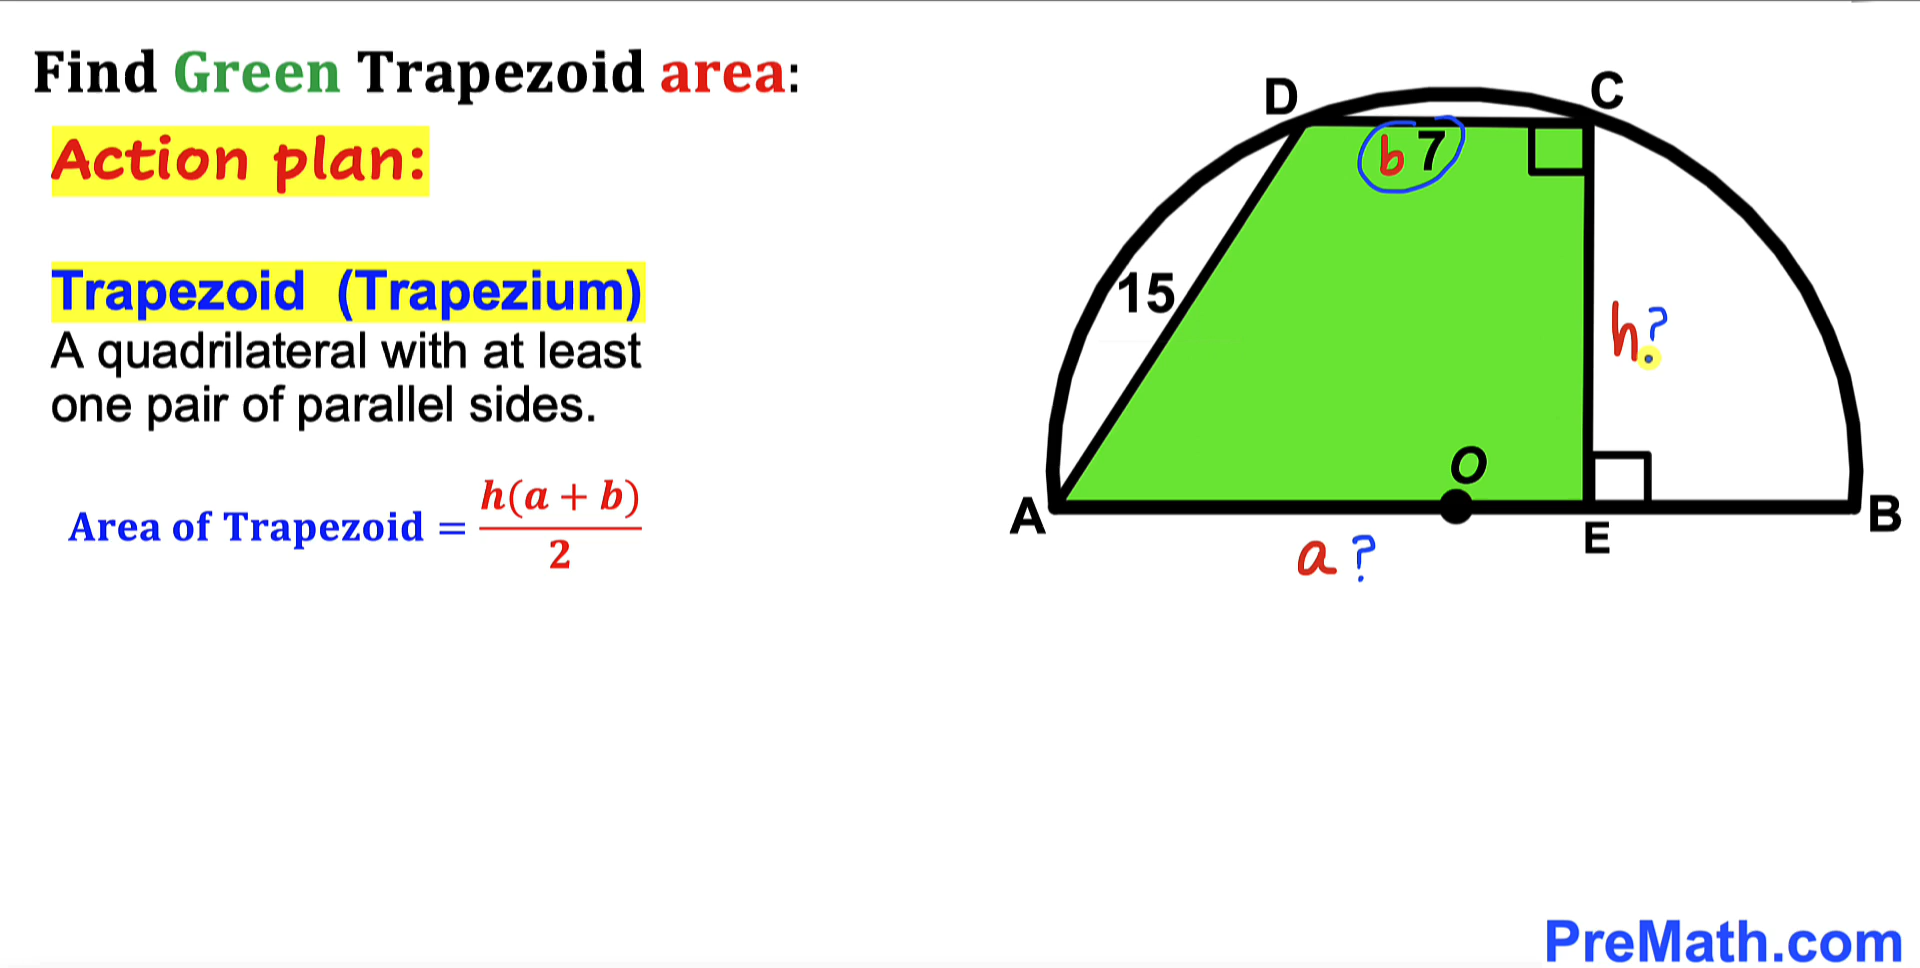 Find Green Trapezoid area:
Action plan:
Trapezoid (Trapezium)
A quadrilateral with at least
one pair of parallel sides.
Area of Trapezoid = h(a + b)
2
D
C
b 7
15
h?
O
A
B
E
a ?
PreMath.com